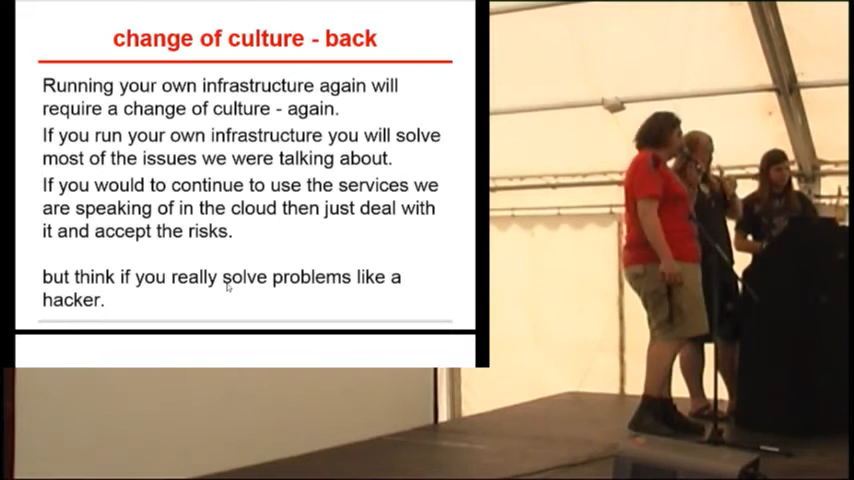 change of culture - back
Running your own infrastructure again will
require a change of culture - again.
If you run your own infrastructure you will solve
most of the issues we were talking about.
If you would to continue to use the services we
are speaking of in the cloud then just deal with
it and accept the risks.
but think if you really solve problems like a
hacker.